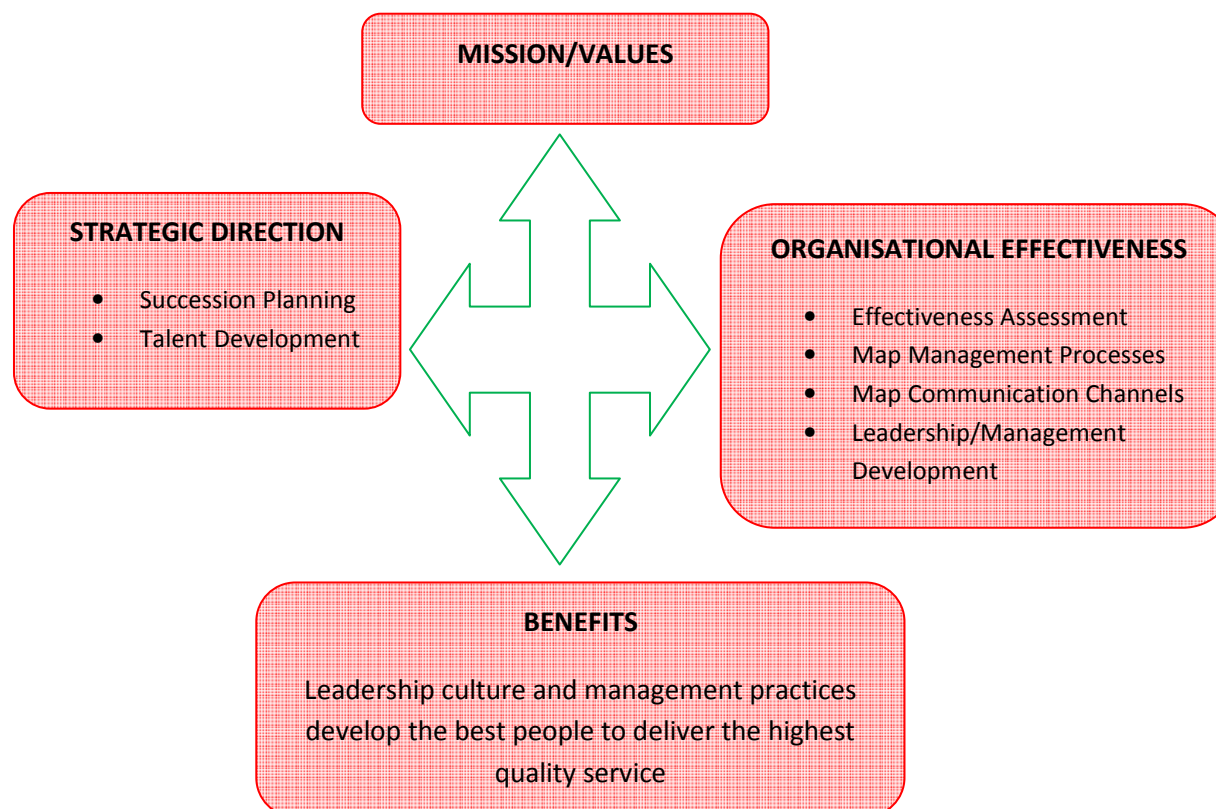 MISSION/VALUES
STRATEGIC DIRECTION
• Succession Planning
• Talent Development
ORGANISATIONAL EFFECTIVENESS
• Effectiveness Assessment
• Map Management Processes
• Map Communication Channels
• Leadership/Management
Development
BENEFITS
Leadership culture and management practices
develop the best people to deliver the highest
quality service